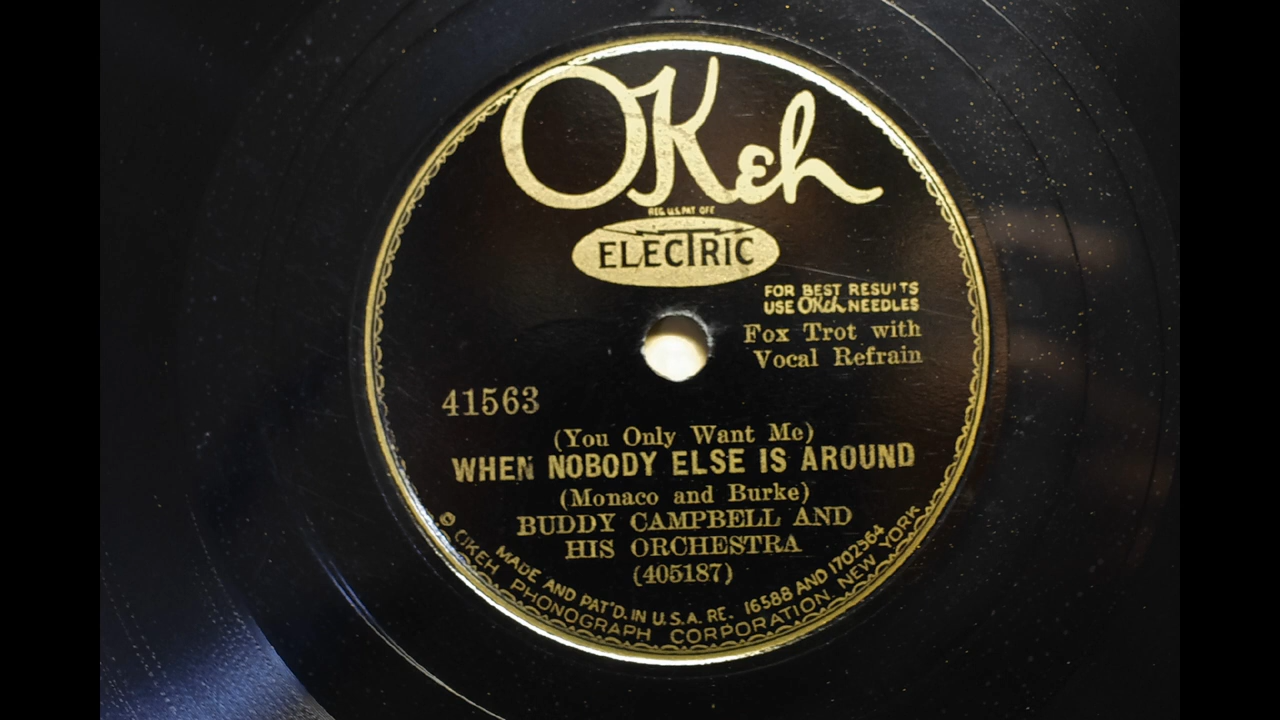 OKeh
REG. U.S. PAT. OFF.
ELECTRIC
FOR BEST RESULTS
USE OKeh NEEDLES
Fox Trot with
Vocal Refrain
41563
(You Only Want Me)
WHEN NOBODY ELSE IS AROUND
(Monaco and Burke)
BUDDY CAMPBELL AND
HIS ORCHESTRA
(405187)
MADE AND PAT'D. IN U.S.A. RE. 16588 AND 1702564
© OKEH PHONOGRAPH CORPORATION, NEW YORK